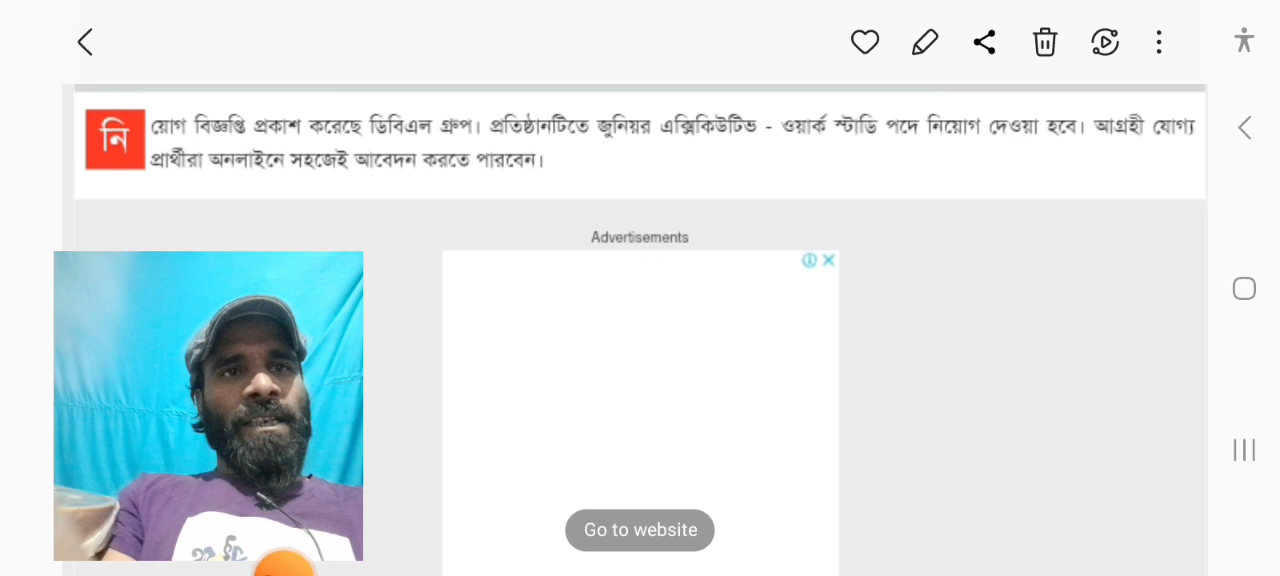 নিয়োগ বিজ্ঞপ্তি প্রকাশ করেছে ডিবিএল গ্রুপ। প্রতিষ্ঠানটিতে জুনিয়র এক্সিকিউটিভ - ওয়ার্ক স্টাডি পদে নিয়োগ দেওয়া হবে। আগ্রহী যোগ্য
প্রার্থীরা অনলাইনে সহজেই আবেদন করতে পারবেন।
Advertisements
Go to website